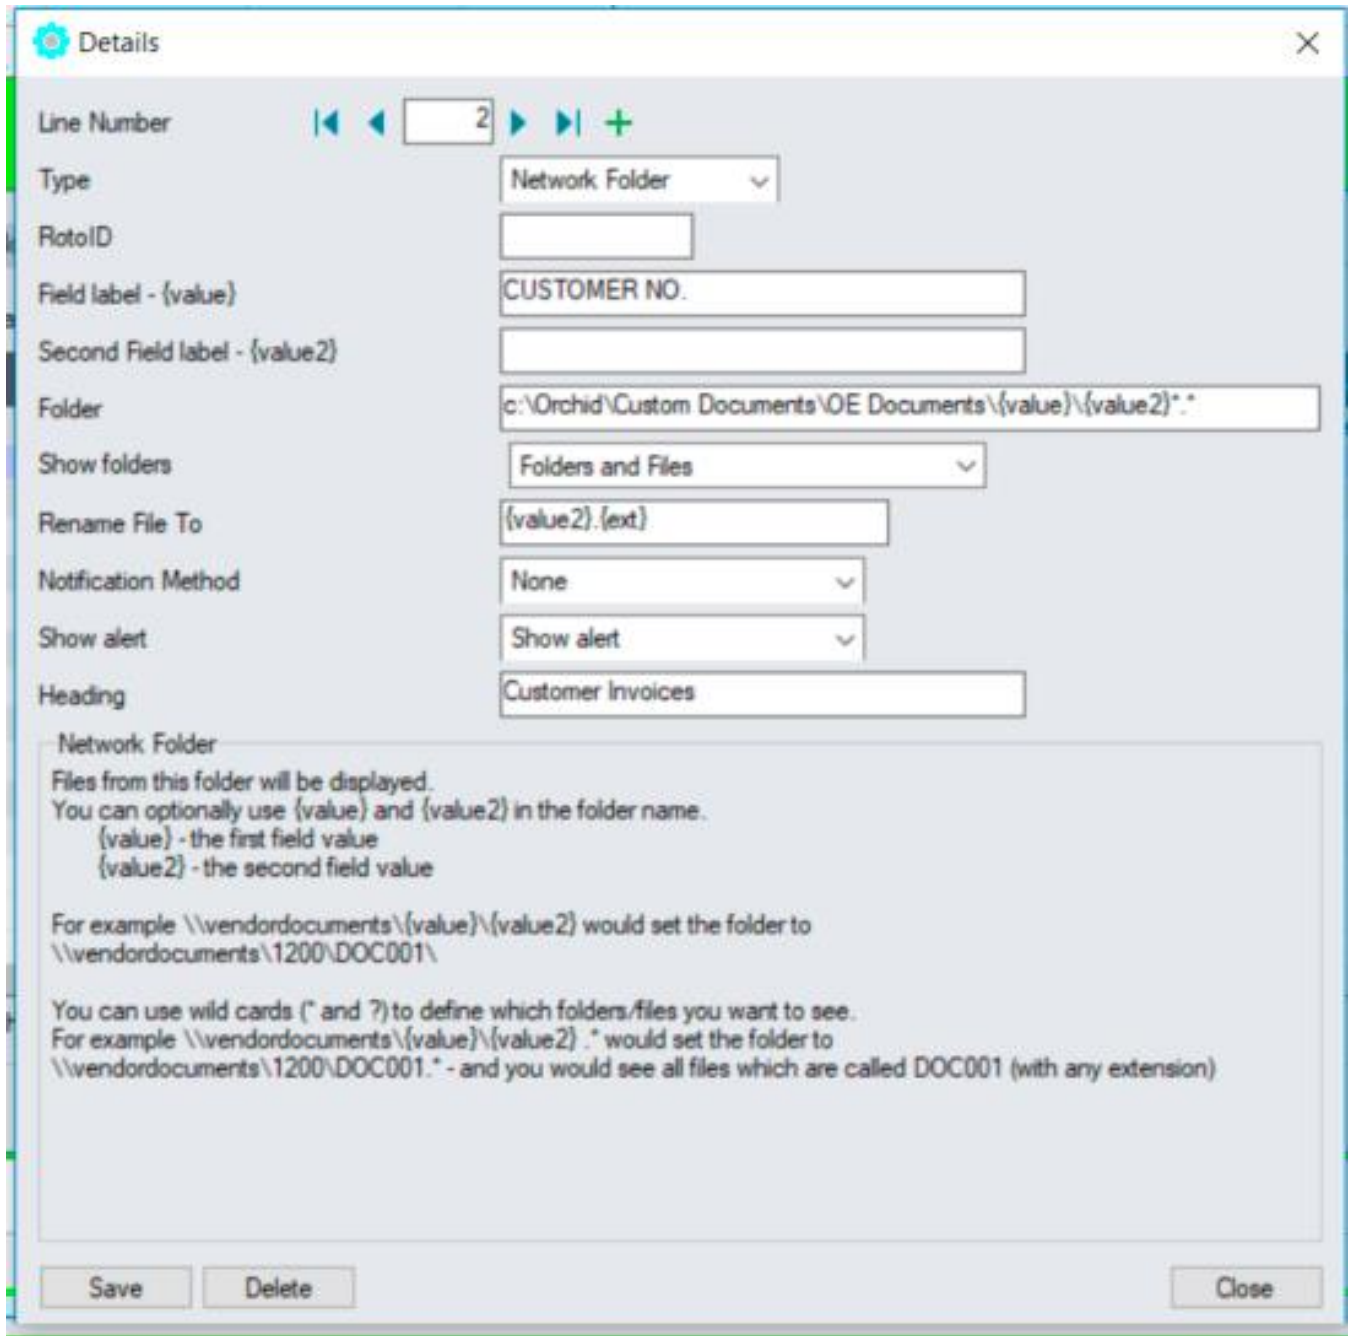 Details
Line Number 2
Type Network Folder
RotoID
Field label - {value} CUSTOMER NO.
Second Field label - {value2}
Folder c:\Orchid\Custom Documents\OE Documents\{value}\{value2}*.*
Show folders Folders and Files
Rename File To {value2}.{ext}
Notification Method None
Show alert Show alert
Heading Customer Invoices
Network Folder
Files from this folder will be displayed.
You can optionally use {value} and {value2} in the folder name.
{value} - the first field value
{value2} - the second field value
For example \\vendordocuments\{value}\{value2} would set the folder to
\\vendordocuments\1200\DOC001\
You can use wild cards (* and ?) to define which folders/files you want to see.
For example \\vendordocuments\{value}\{value2} .* would set the folder to
\\vendordocuments\1200\DOC001.* - and you would see all files which are called DOC001 (with any extension)
Save Delete Close